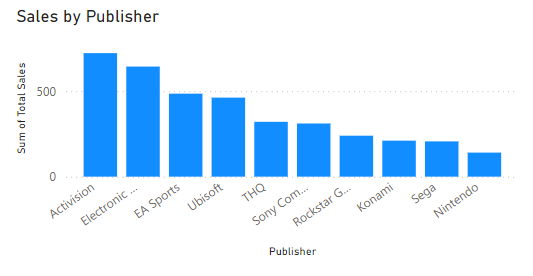 Sales by Publisher
Sum of Total Sales
500
0
Activision
Electronic ...
EA Sports
Ubisoft
THQ
Sony Com...
Rockstar G...
Konami
Sega
Nintendo
Publisher